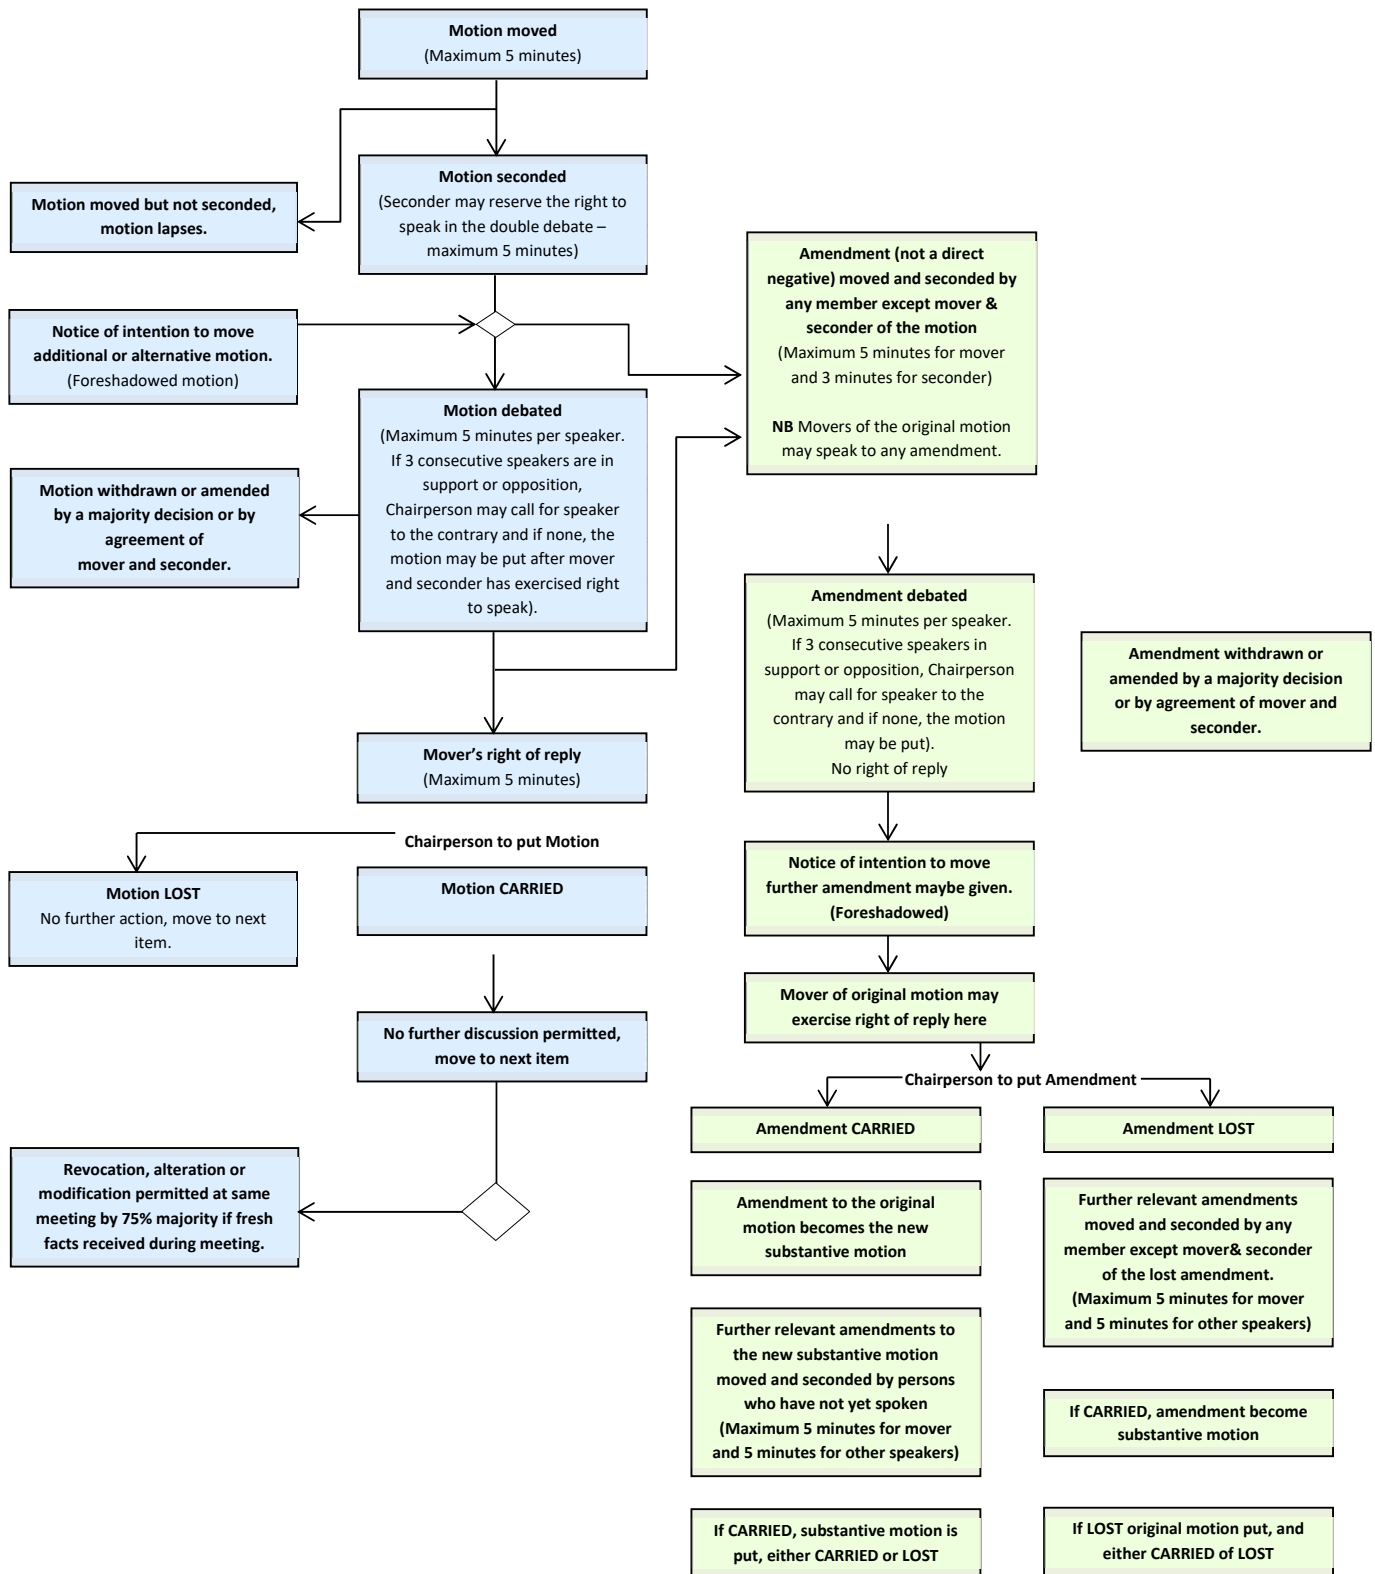 Motion moved
(Maximum 5 minutes)
Motion seconded
(Seconder may reserve the right to
speak in the double debate –
maximum 5 minutes)
Motion moved but not seconded,
motion lapses.
Notice of intention to move
additional or alternative motion.
(Foreshadowed motion)
Motion debated
(Maximum 5 minutes per speaker.
If 3 consecutive speakers are in
support or opposition,
Chairperson may call for speaker
to the contrary and if none, the
motion may be put after mover
and seconder has exercised right
to speak).
Motion withdrawn or amended
by a majority decision or by
agreement of
mover and seconder.
Mover’s right of reply
(Maximum 5 minutes)
Chairperson to put Motion
Motion LOST
No further action, move to next
item.
Motion CARRIED
No further discussion permitted,
move to next item
Revocation, alteration or
modification permitted at same
meeting by 75% majority if fresh
facts received during meeting.
Amendment (not a direct
negative) moved and seconded by
any member except mover &
seconder of the motion
(Maximum 5 minutes for mover
and 3 minutes for seconder)
NB Movers of the original motion
may speak to any amendment.
Amendment debated
(Maximum 5 minutes per speaker.
If 3 consecutive speakers in
support or opposition, Chairperson
may call for speaker to the
contrary and if none, the motion
may be put).
No right of reply
Amendment withdrawn or
amended by a majority decision
or by agreement of mover and
seconder.
Notice of intention to move
further amendment maybe given.
(Foreshadowed)
Mover of original motion may
exercise right of reply here
Chairperson to put Amendment
Amendment CARRIED
Amendment to the original
motion becomes the new
substantive motion
Further relevant amendments to
the new substantive motion
moved and seconded by persons
who have not yet spoken
(Maximum 5 minutes for mover
and 5 minutes for other speakers)
If CARRIED, substantive motion is
put, either CARRIED or LOST
Amendment LOST
Further relevant amendments
moved and seconded by any
member except mover& seconder
of the lost amendment.
(Maximum 5 minutes for mover
and 5 minutes for other speakers)
If CARRIED, amendment become
substantive motion
If LOST original motion put, and
either CARRIED of LOST